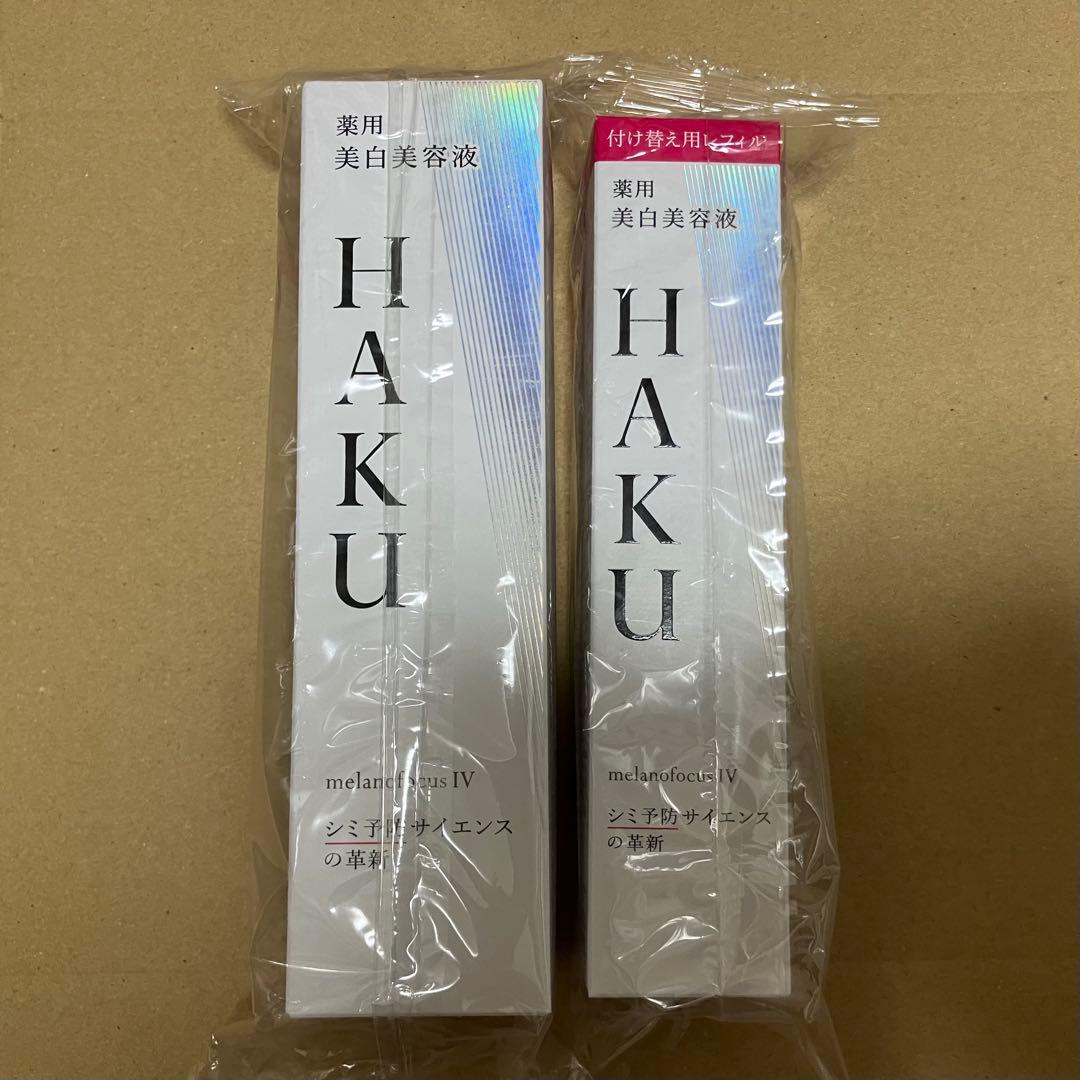 薬用
美白美容液
HAKU
melanofocus IV
シミ予防サイエンス
の革新
付け替え用レフィル
薬用
美白美容液
HAKU
melanofocus IV
シミ予防サイエンス
の革新